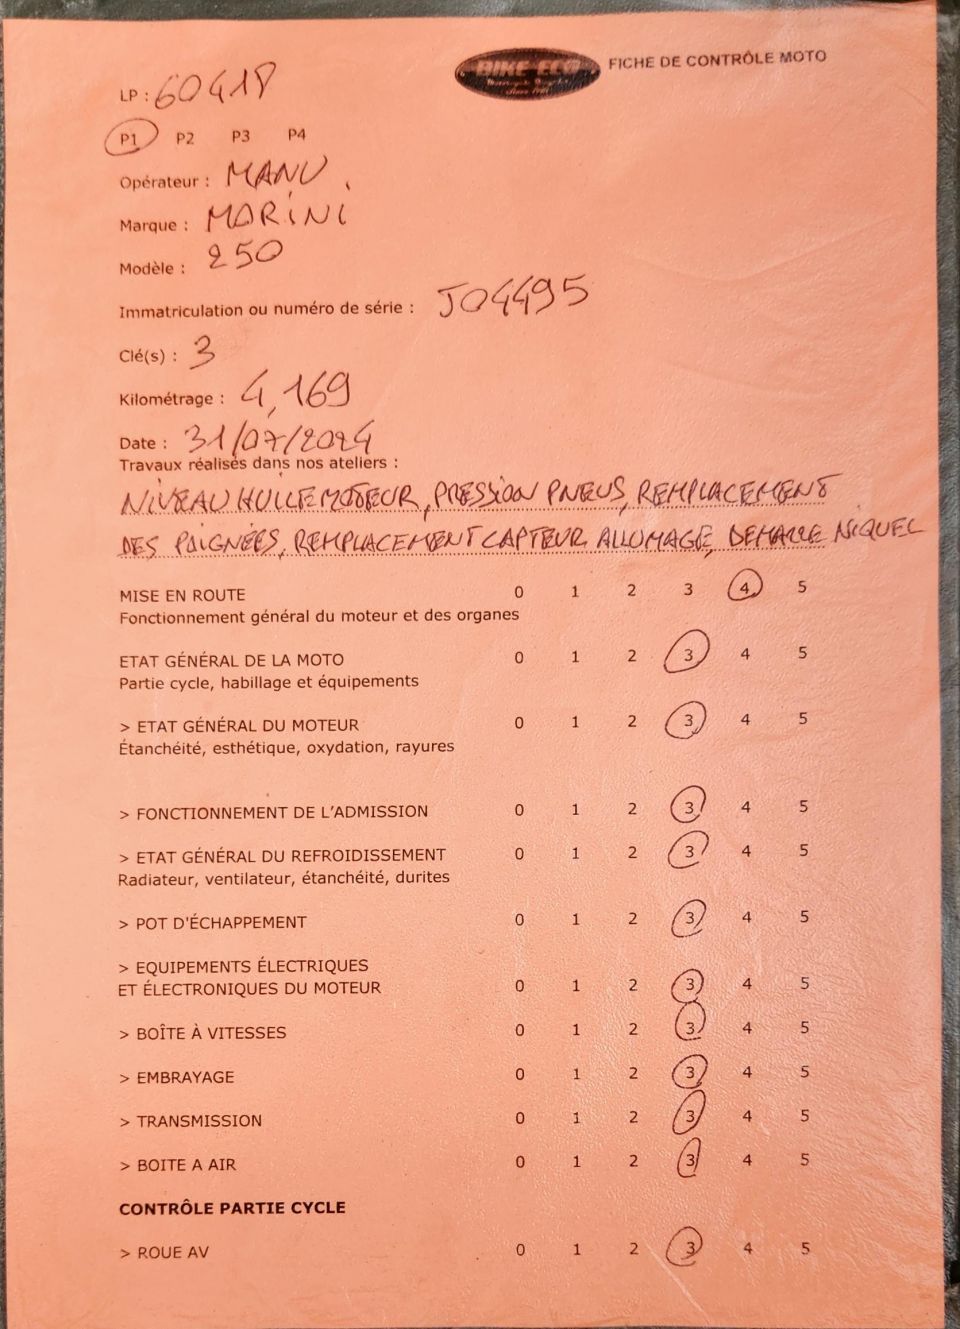 BIKE-ECO FICHE DE CONTRÔLE MOTO
LP : 60418
P1 P2 P3 P4
Opérateur : MANU
Marque : MORINI
Modèle : 250
Immatriculation ou numéro de série : J04495
Clé(s) : 3
Kilométrage : 4,169
Date : 31/07/2024
Travaux réalisés dans nos ateliers :
NIVEAU HUILE MOTEUR, PRESSION PNEUS, REMPLACEMENT
DES POIGNÉES, REMPLACEMENT CAPTEUR ALLUMAGE, DEMARRE NIQUEL
MISE EN ROUTE 0 1 2 3 4 5
Fonctionnement général du moteur et des organes
ETAT GÉNÉRAL DE LA MOTO 0 1 2 3 4 5
Partie cycle, habillage et équipements
> ETAT GÉNÉRAL DU MOTEUR 0 1 2 3 4 5
Étanchéité, esthétique, oxydation, rayures
> FONCTIONNEMENT DE L'ADMISSION 0 1 2 3 4 5
> ETAT GÉNÉRAL DU REFROIDISSEMENT 0 1 2 3 4 5
Radiateur, ventilateur, étanchéité, durites
> POT D'ÉCHAPPEMENT 0 1 2 3 4 5
> EQUIPEMENTS ÉLECTRIQUES
ET ÉLECTRONIQUES DU MOTEUR 0 1 2 3 4 5
> BOÎTE À VITESSES 0 1 2 3 4 5
> EMBRAYAGE 0 1 2 3 4 5
> TRANSMISSION 0 1 2 3 4 5
> BOITE A AIR 0 1 2 3 4 5
CONTRÔLE PARTIE CYCLE
> ROUE AV 0 1 2 3 4 5